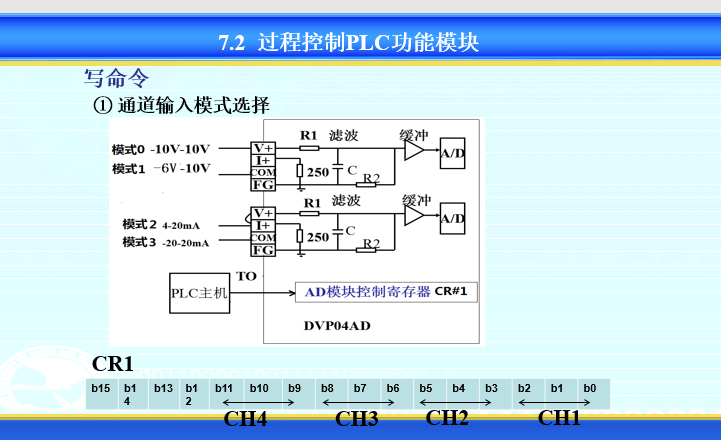 7.2 过程控制PLC功能模块
写命令
① 通道输入模式选择
模式0 -10V-10V
模式1 -6V -10V
V+
I+
COM
FG
R1 滤波
缓冲
250
C
R2
A/D
模式2 4-20mA
模式3 -20-20mA
V+
I+
COM
FG
R1 滤波
缓冲
250
C
R2
A/D
PLC主机
TO
AD模块控制寄存器 CR#1
DVP04AD
CR1
b15 b14 b13 b12 b11 b10 b9 b8 b7 b6 b5 b4 b3 b2 b1 b0
CH4 CH3 CH2 CH1